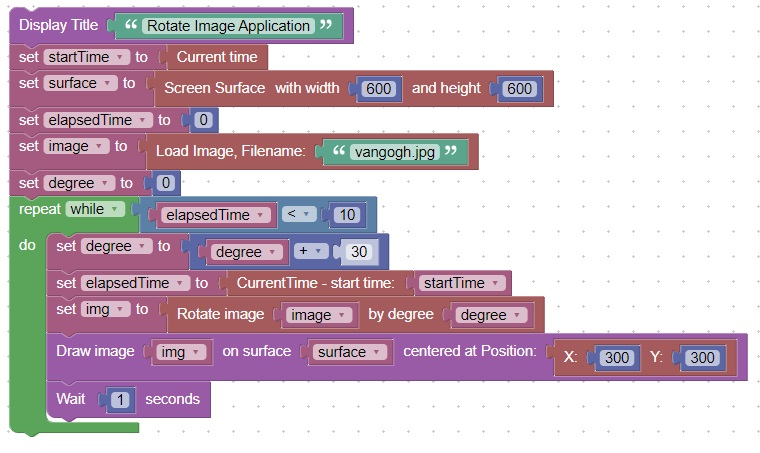 Display Title “ Rotate Image Application ”
set startTime to Current time
set surface to Screen Surface with width 600 and height 600
set elapsedTime to 0
set image to Load Image, Filename: “ vangogh.jpg ”
set degree to 0
repeat while elapsedTime < 10
do set degree to degree + 30
set elapsedTime to CurrentTime - start time: startTime
set img to Rotate image image by degree degree
Draw image img on surface surface centered at Position: X: 300 Y: 300
Wait 1 seconds